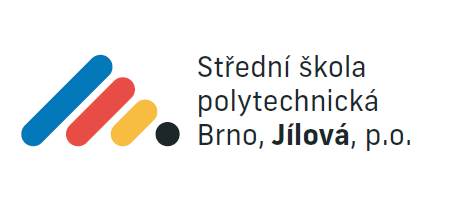 Střední škola
polytechnická
Brno, Jílová, p.o.